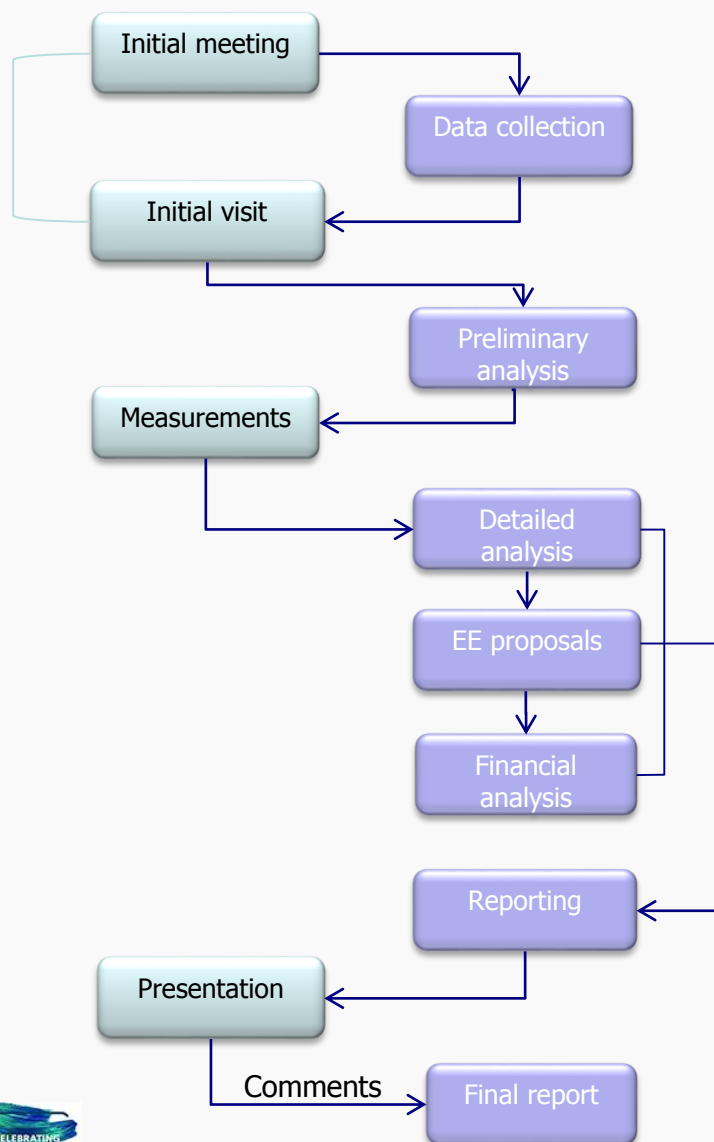 Initial meeting
Data collection
Initial visit
Preliminary
analysis
Measurements
Detailed
analysis
EE proposals
Financial
analysis
Reporting
Presentation
Comments
Final report
CELEBRATING